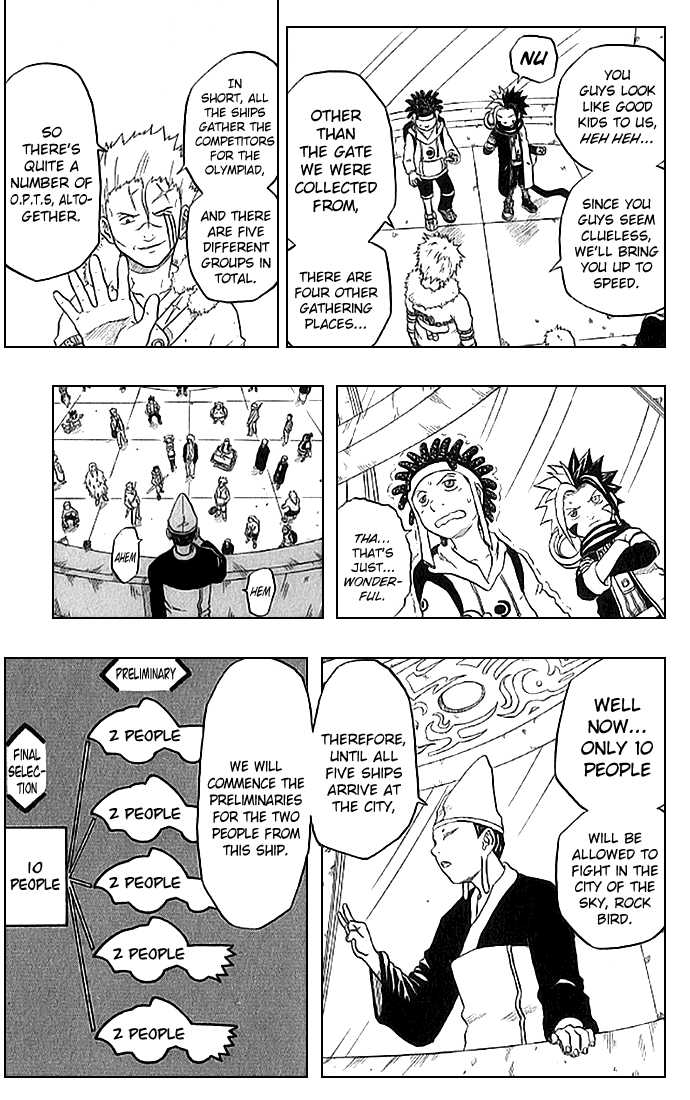 YOU
GUYS LOOK
LIKE GOOD
KIDS TO US,
HEH HEH...
SINCE YOU
GUYS SEEM
CLUELESS,
WE'LL BRING
YOU UP TO
SPEED.
NU
OTHER
THAN
THE GATE
WE WERE
COLLECTED
FROM,
THERE ARE
FOUR OTHER
GATHERING
PLACES...
IN
SHORT, ALL
THE SHIPS
GATHER THE
COMPETITORS
FOR THE
OLYMPIAD,
AND THERE
ARE FIVE
DIFFERENT
GROUPS IN
TOTAL.
SO
THERE'S
QUITE A
NUMBER OF
O.P.T.S, ALTO-
GETHER.
THA...
THAT'S
JUST...
WONDER-
FUL.
AHEM
HEM
WELL
NOW...
ONLY 10
PEOPLE
WILL BE
ALLOWED TO
FIGHT IN THE
CITY OF THE
SKY, ROCK
BIRD.
THEREFORE,
UNTIL ALL
FIVE SHIPS
ARRIVE AT
THE CITY,
WE WILL
COMMENCE THE
PRELIMINARIES
FOR THE TWO
PEOPLE FROM
THIS SHIP.
PRELIMINARY
2 PEOPLE
2 PEOPLE
2 PEOPLE
2 PEOPLE
2 PEOPLE
FINAL
SELEC-
TION
10
PEOPLE